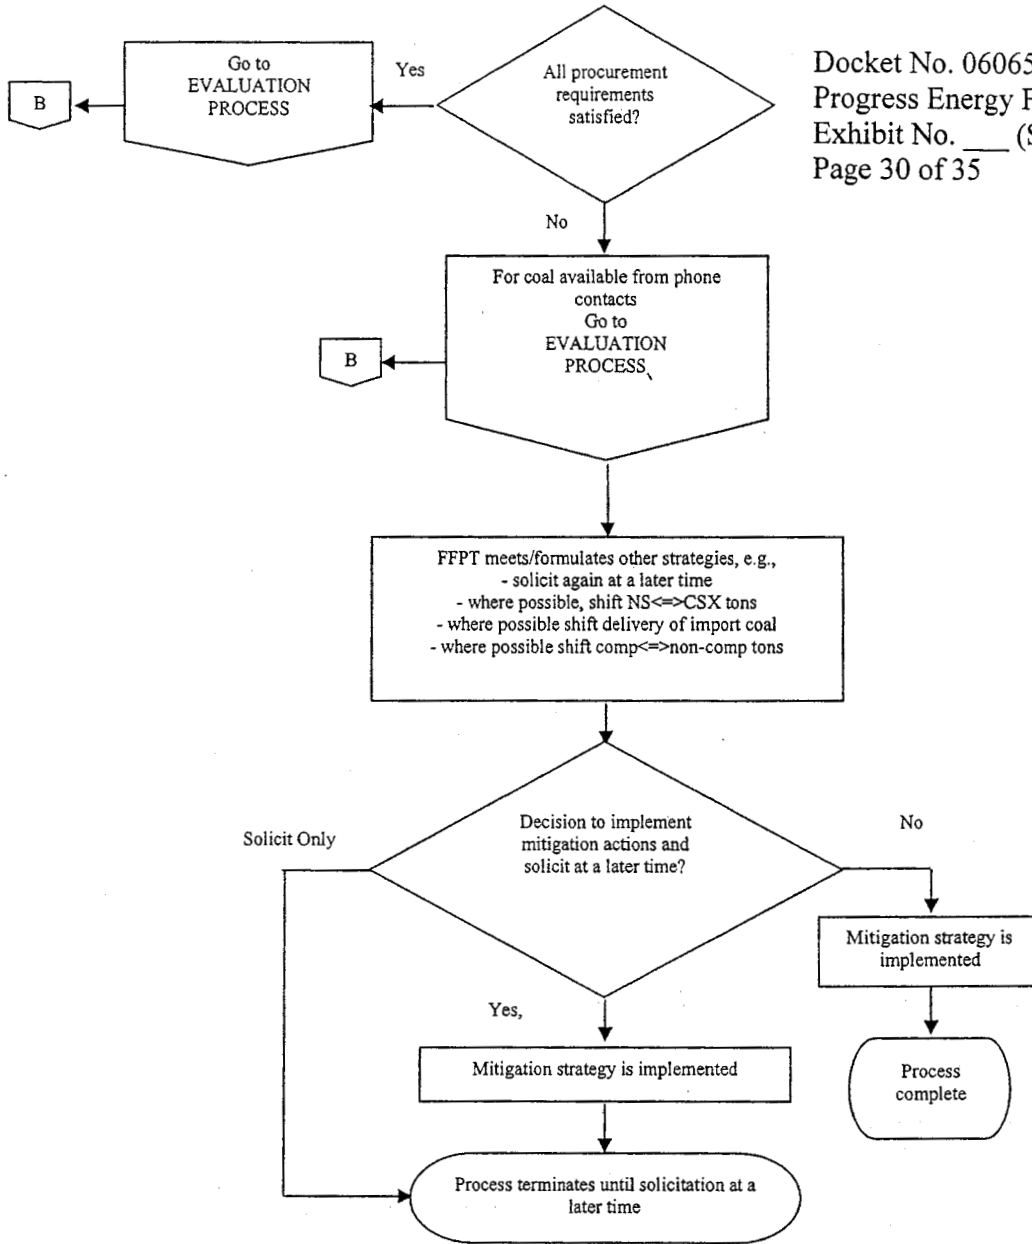 Go to
EVALUATION
PROCESS
Yes
B
All procurement
requirements
satisfied?
Docket No. 06065
Progress Energy F
Exhibit No. ___ (S
Page 30 of 35
No
For coal available from phone
contacts
Go to
EVALUATION
PROCESS
B
FFPT meets/formulates other strategies, e.g.,
- solicit again at a later time
- where possible, shift NS<=>CSX tons
- where possible shift delivery of import coal
- where possible shift comp<=>non-comp tons
Solicit Only
Decision to implement
mitigation actions and
solicit at a later time?
No
Mitigation strategy is
implemented
Yes,
Mitigation strategy is implemented
Process
complete
Process terminates until solicitation at a
later time